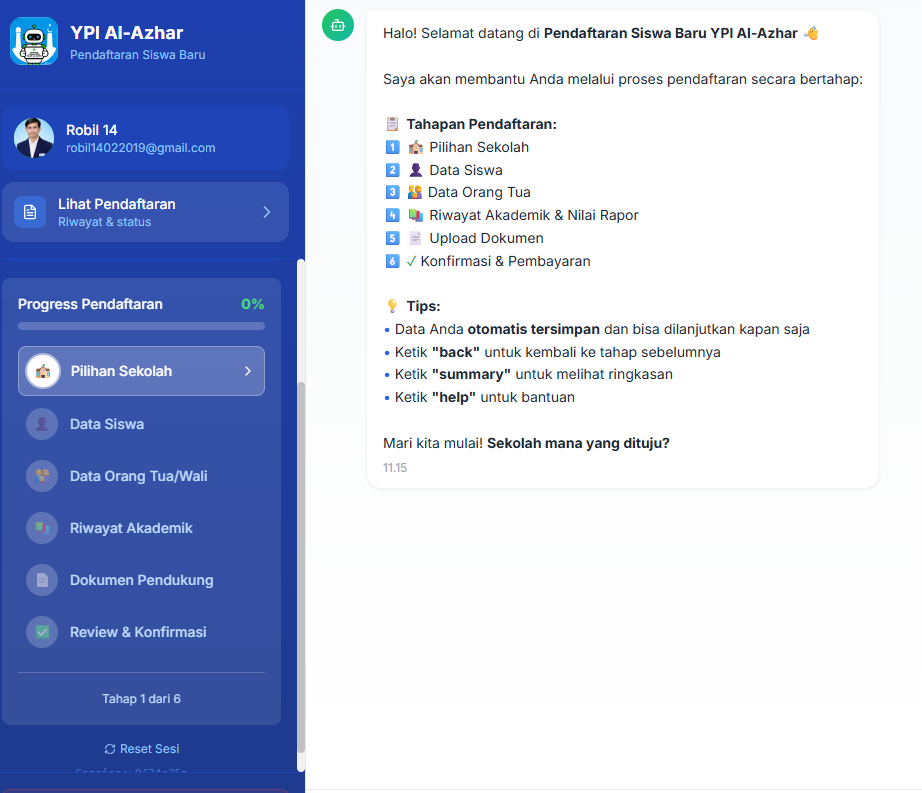 YPI Al-Azhar
Pendaftaran Siswa Baru
Robil 14
robil14022019@gmail.com
Lihat Pendaftaran
Riwayat & status
Progress Pendaftaran 0%
Pilihan Sekolah
Data Siswa
Data Orang Tua/Wali
Riwayat Akademik
Dokumen Pendukung
Review & Konfirmasi
Tahap 1 dari 6
Reset Sesi
Halo! Selamat datang di Pendaftaran Siswa Baru YPI Al-Azhar 👋
Saya akan membantu Anda melalui proses pendaftaran secara bertahap:
📋 Tahapan Pendaftaran:
1️⃣ 🏫 Pilihan Sekolah
2️⃣ 👤 Data Siswa
3️⃣ 👥 Data Orang Tua
4️⃣ 📚 Riwayat Akademik & Nilai Rapor
5️⃣ 📄 Upload Dokumen
6️⃣ ✓ Konfirmasi & Pembayaran
💡 Tips:
• Data Anda otomatis tersimpan dan bisa dilanjutkan kapan saja
• Ketik "back" untuk kembali ke tahap sebelumnya
• Ketik "summary" untuk melihat ringkasan
• Ketik "help" untuk bantuan
Mari kita mulai! Sekolah mana yang dituju?
11.15